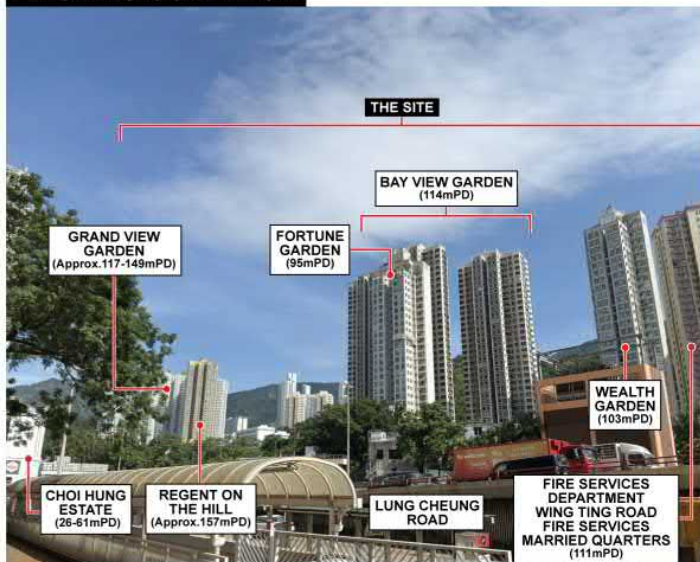 THE SITE
BAY VIEW GARDEN
(114mPD)
GRAND VIEW
GARDEN
(Approx.117-149mPD)
FORTUNE
GARDEN
(95mPD)
WEALTH
GARDEN
(103mPD)
CHOI HUNG
ESTATE
(26-61mPD)
REGENT ON
THE HILL
(Approx.157mPD)
LUNG CHEUNG
ROAD
FIRE SERVICES
DEPARTMENT
WING TING ROAD
FIRE SERVICES
MARRIED QUARTERS
(111mPD)